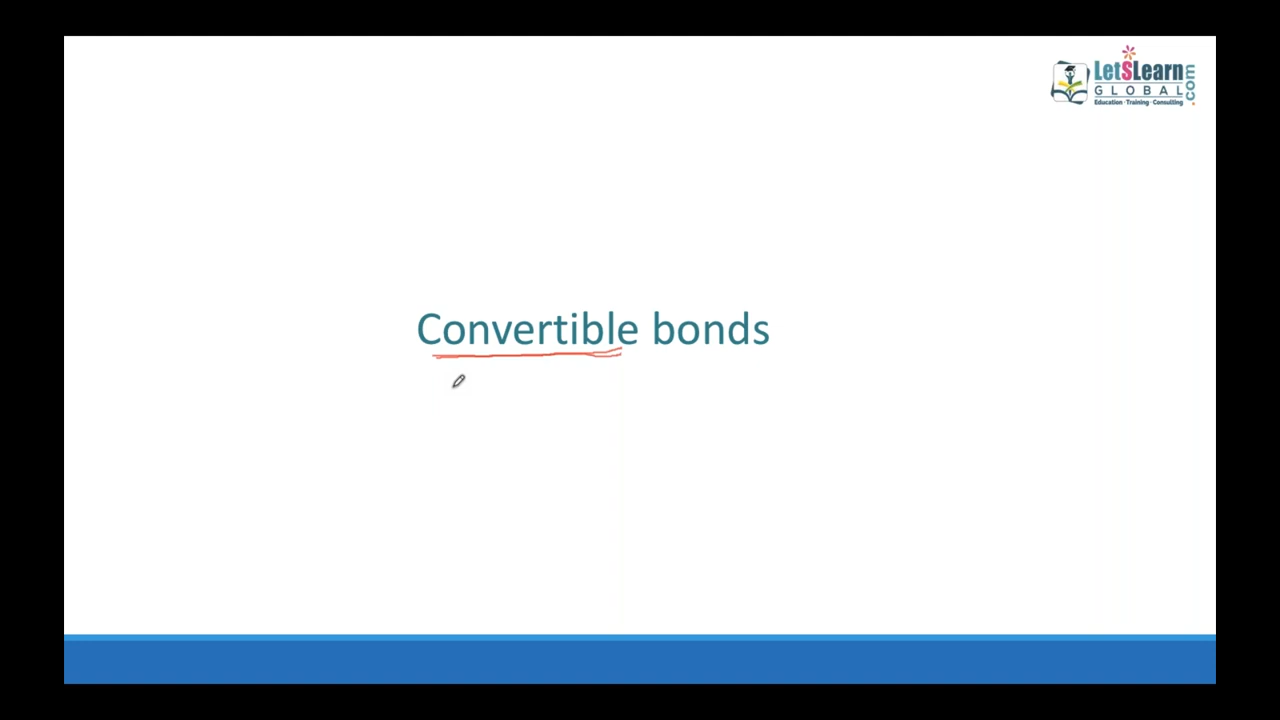 LetSLearn
GLOBAL
.com
Education - Training - Consulting
Convertible bonds